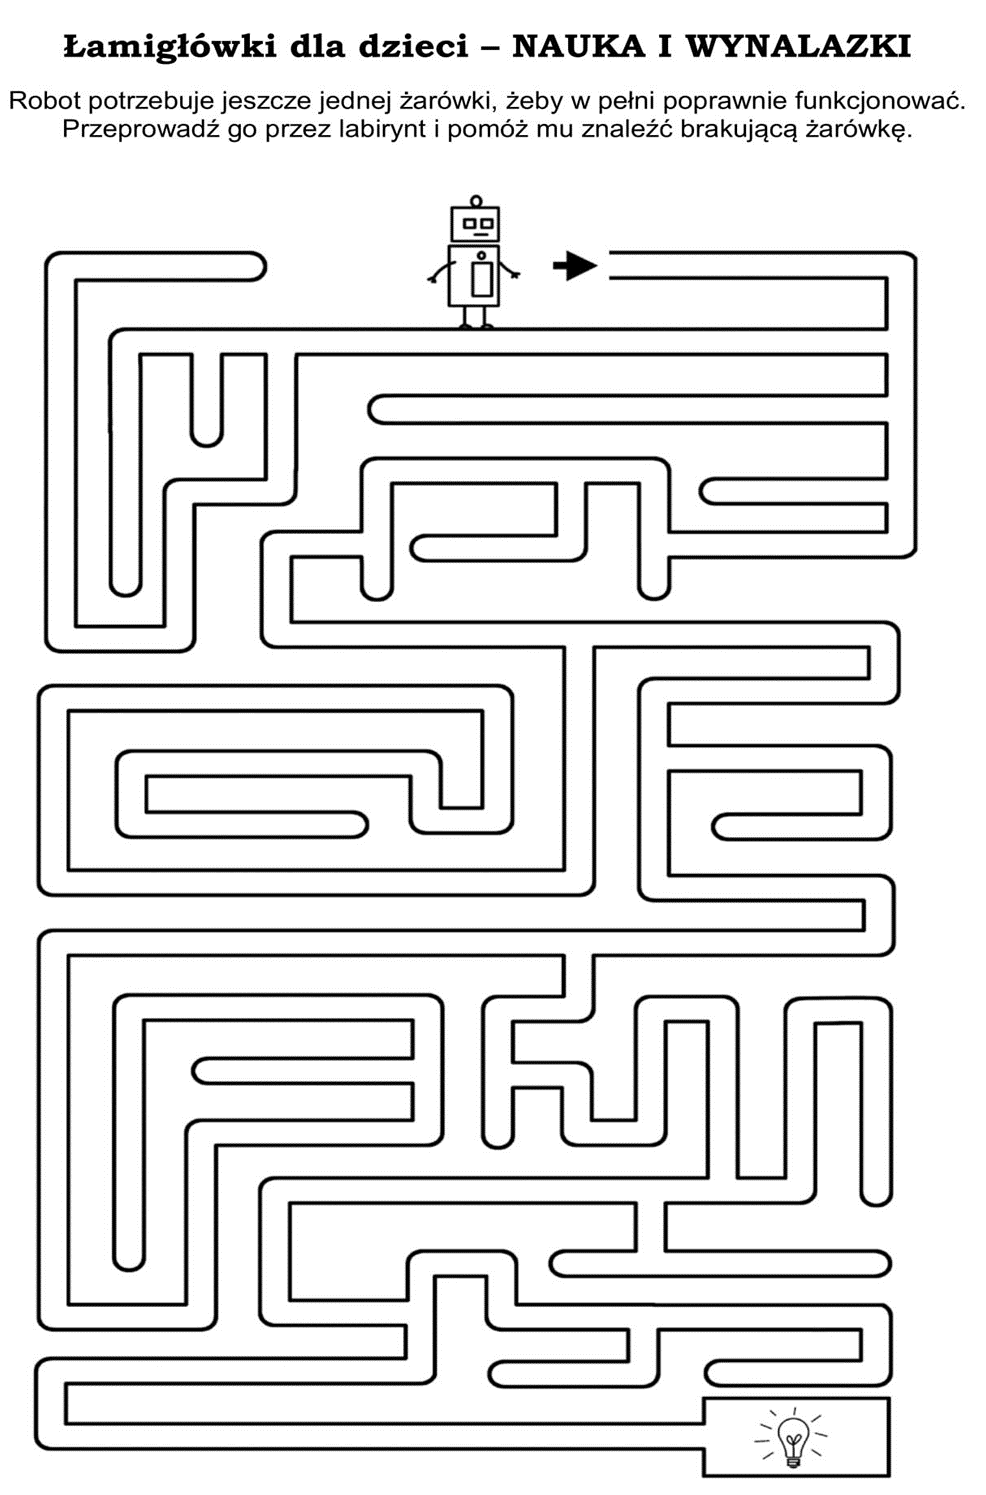 Łamigłówki dla dzieci – NAUKA I WYNALAZKI
Robot potrzebuje jeszcze jednej żarówki, żeby w pełni poprawnie funkcjonować.
Przeprowadź go przez labirynt i pomóż mu znaleźć brakującą żarówkę.